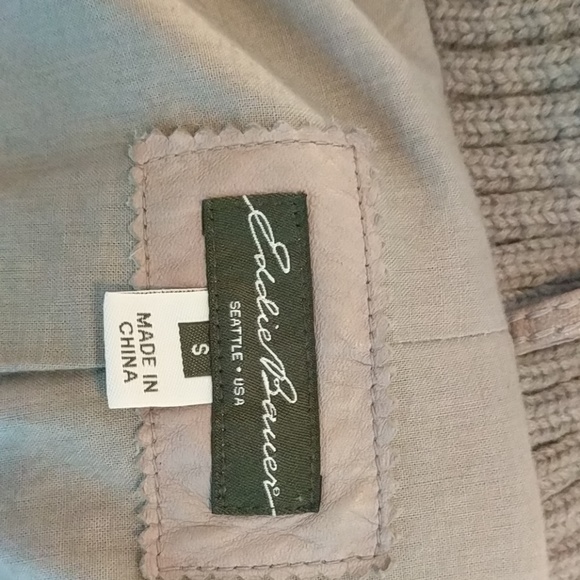 Eddie Bauer®
SEATTLE • USA
S
MADE IN
CHINA